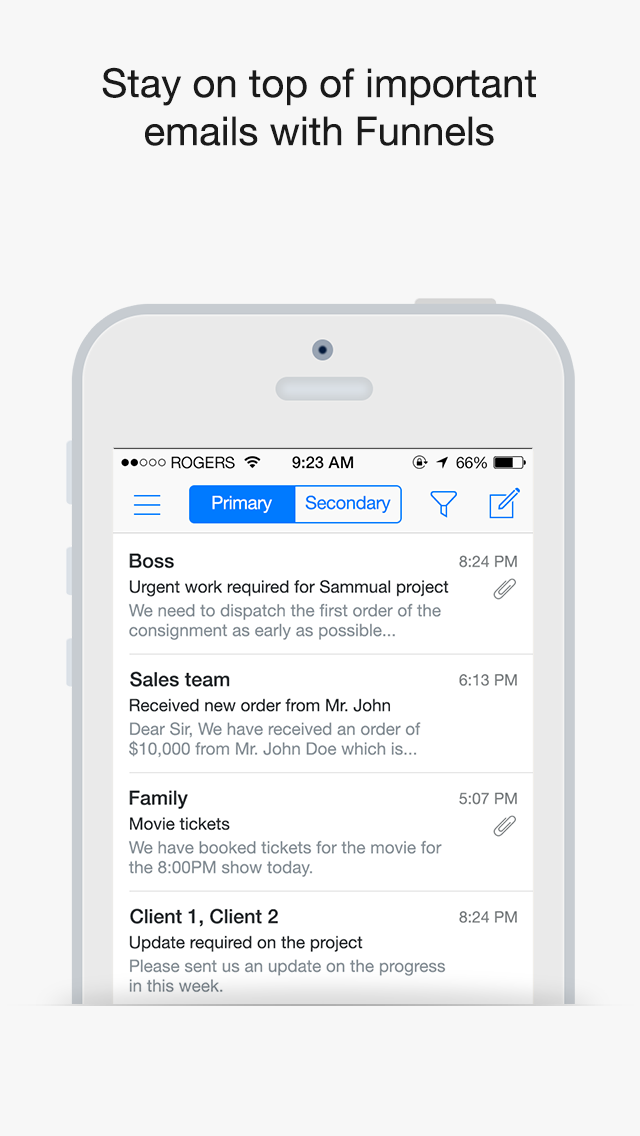 Stay on top of important
emails with Funnels
ROGERS 9:23 AM 66%
Primary Secondary
Boss 8:24 PM
Urgent work required for Sammual project
We need to dispatch the first order of the
consignment as early as possible...
Sales team 6:13 PM
Received new order from Mr. John
Dear Sir, We have received an order of
$10,000 from Mr. John Doe which is...
Family 5:07 PM
Movie tickets
We have booked tickets for the movie for
the 8:00PM show today.
Client 1, Client 2 8:24 PM
Update required on the project
Please sent us an update on the progress
in this week.